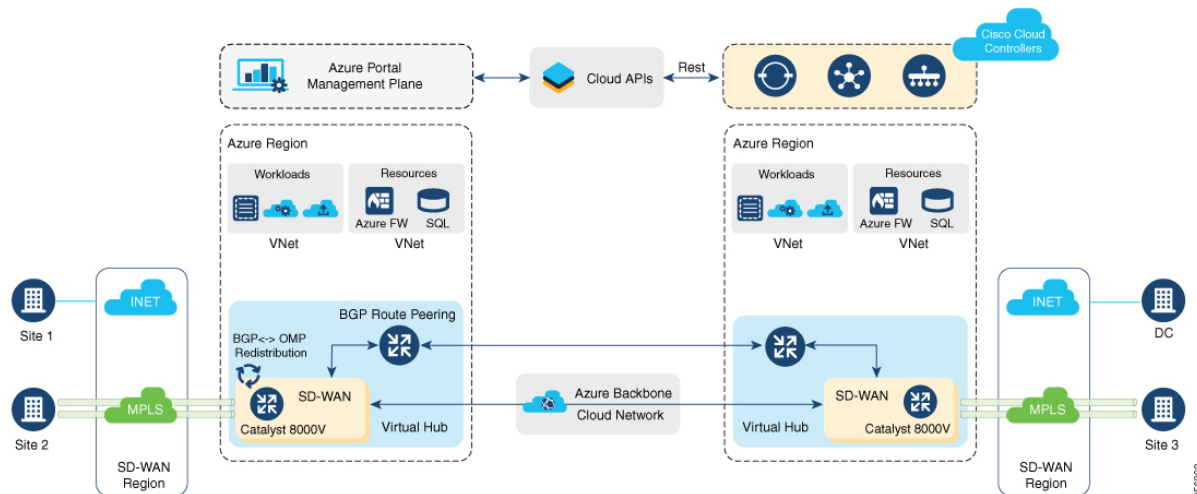 Azure Portal
Management Plane
Cloud APIs
Rest
Cisco Cloud
Controllers
Azure Region
Workloads
Resources
Azure FW
SQL
VNet
VNet
Azure Region
Workloads
Resources
Azure FW
SQL
VNet
VNet
INET
Site 1
BGP<-> OMP
Redistribution
BGP Route Peering
SD-WAN
Catalyst 8000V
Virtual Hub
Azure Backbone
Cloud Network
SD-WAN
Catalyst 8000V
Virtual Hub
INET
DC
MPLS
Site 2
SD-WAN
Region
MPLS
Site 3
SD-WAN
Region